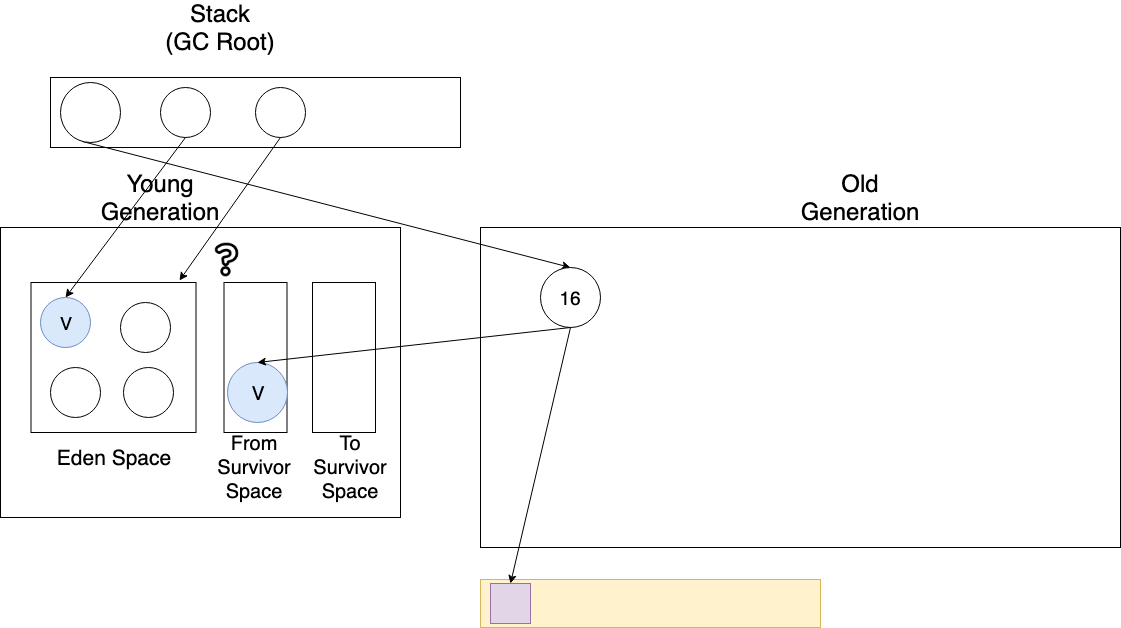 Stack
(GC Root)
Young
Generation
Old
Generation
?
16
V
V
Eden Space
From
Survivor
Space
To
Survivor
Space